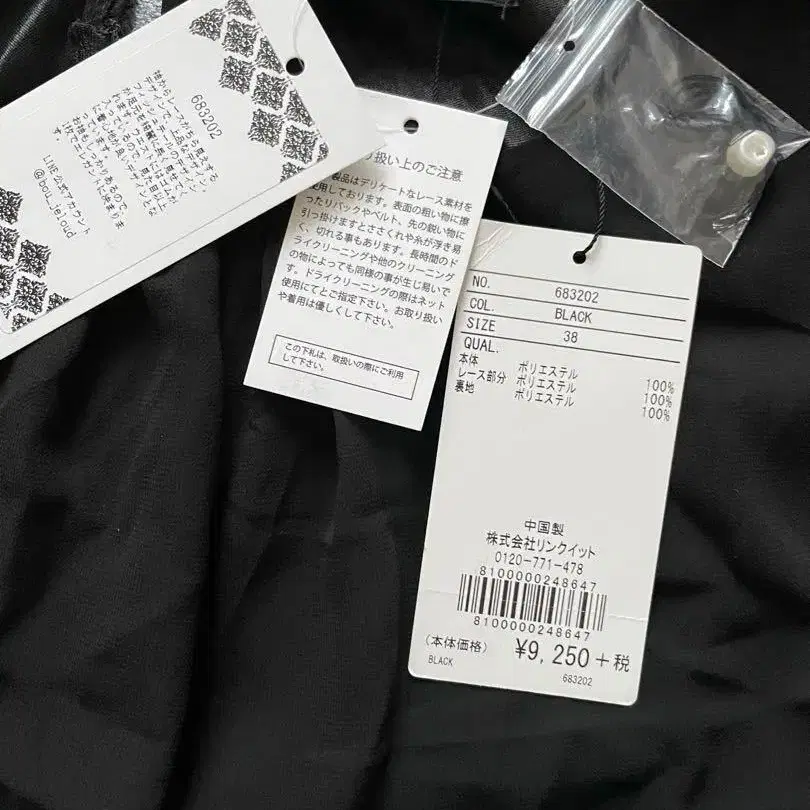 683202
LINE公式アカウント
@bou_jeloud
り扱い上のご注意
製品はデリケートなレース素材を
使用しております。表面の粗い物に擦
ったりバックやベルト、先の鋭い物に
引っ掛けますとささくれや糸が浮き易
く、切れる事もあります。長時間のド
ライクリーニングや他のクリーニング
の物によっても同様の事が生じ易いで
す。ドライクリーニングの際はネット
使用にてとご指定下さい。お取り扱い
や着用は優しくして下さい。
この下札は、取扱いの際にご利用
して下さい。
NO. 683202
COL. BLACK
SIZE 38
QUAL.
本体 ポリエステル 100%
レース部分 ポリエステル 100%
裏地 ポリエステル 100%
中国製
株式会社リンクイット
0120-771-478
8100000248647
8100000248647
(本体価格) ¥9,250+税
BLACK 683202